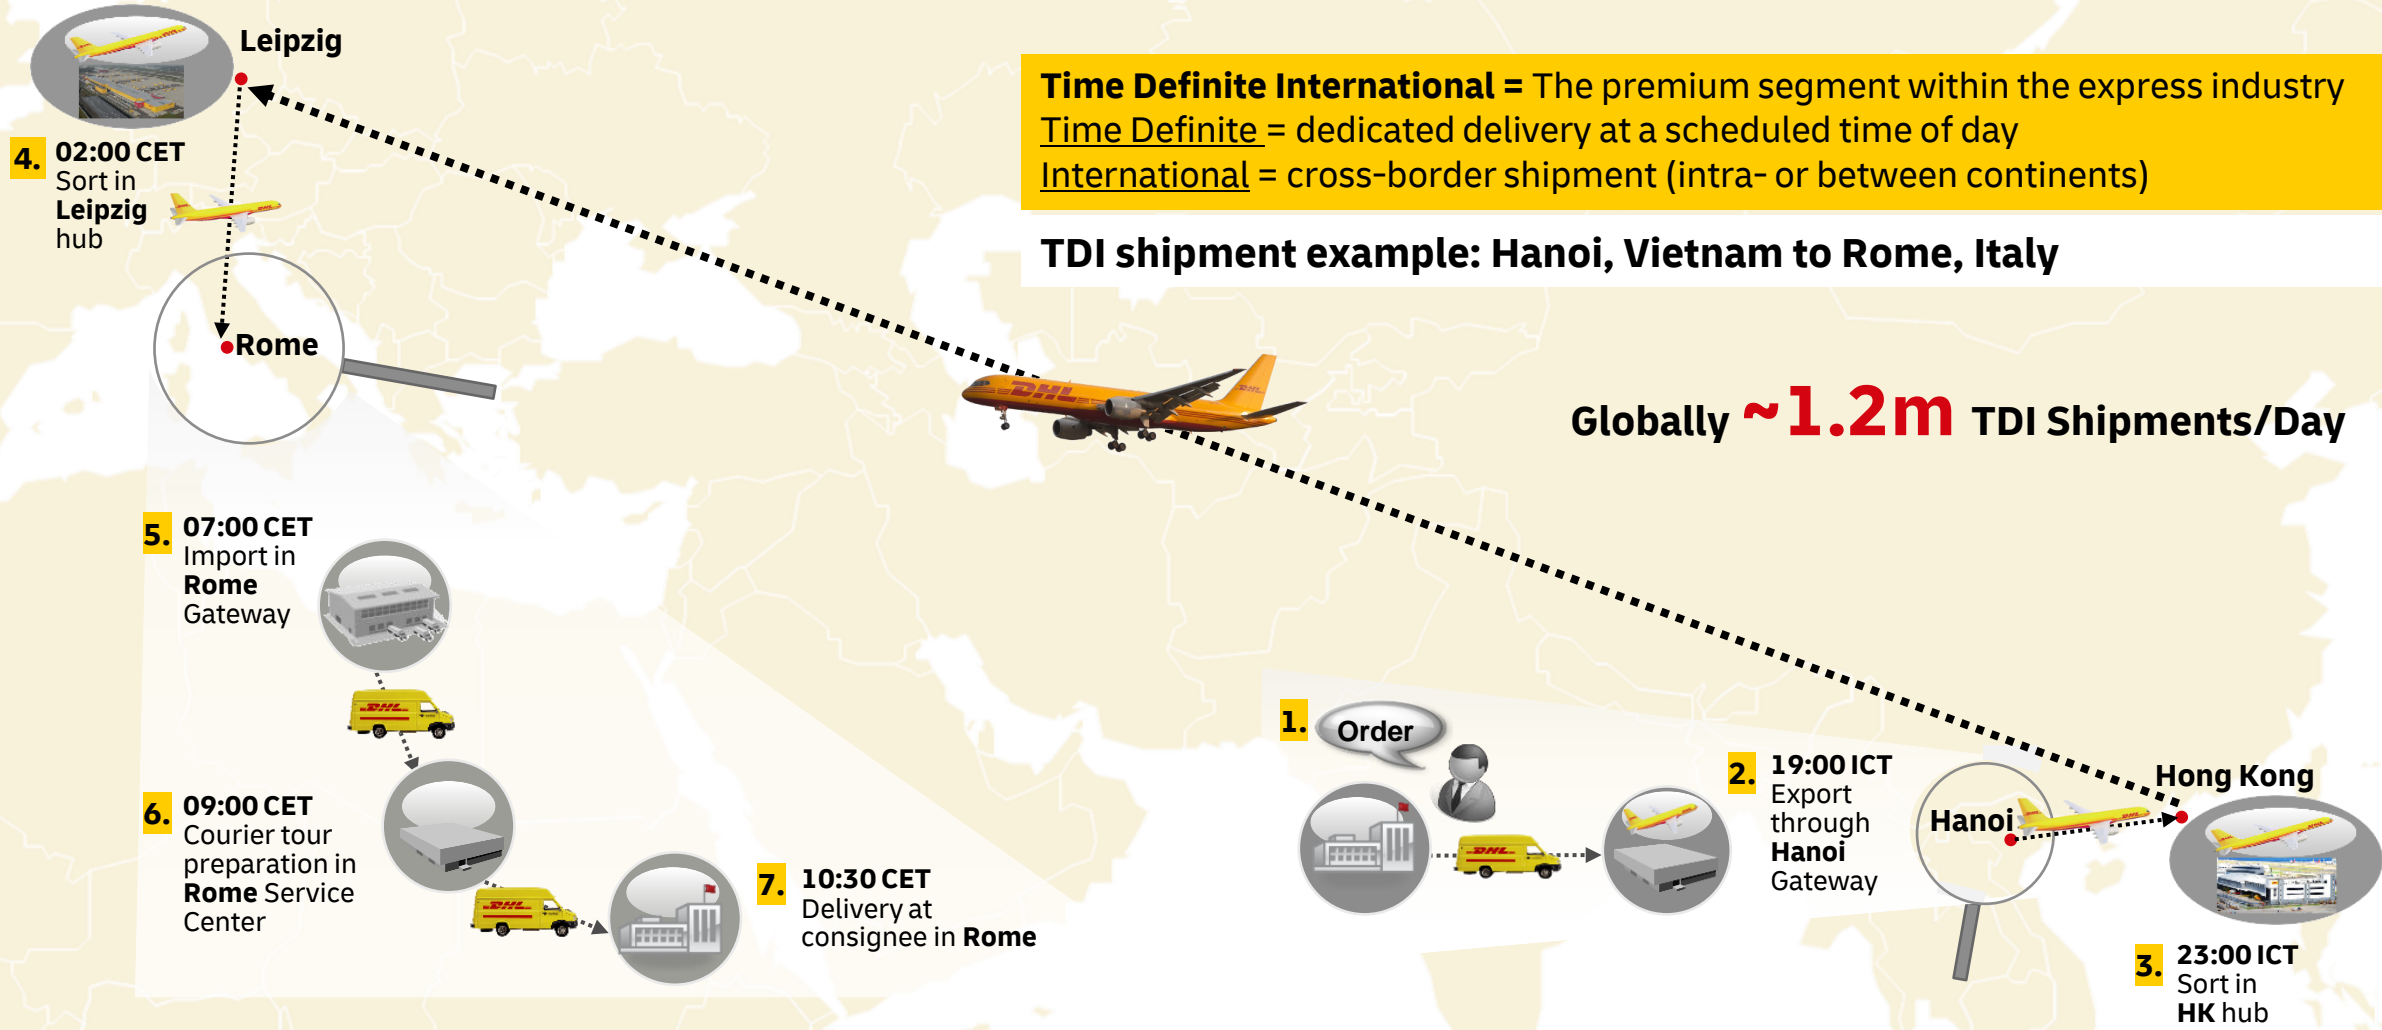 Leipzig
Time Definite International = The premium segment within the express industry
Time Definite = dedicated delivery at a scheduled time of day
International = cross-border shipment (intra- or between continents)
TDI shipment example: Hanoi, Vietnam to Rome, Italy
Globally ~1.2m TDI Shipments/Day
4. 02:00 CET
Sort in
Leipzig
hub
Rome
DHL
5. 07:00 CET
Import in
Rome
Gateway
DHL
6. 09:00 CET
Courier tour
preparation in
Rome Service
Center
DHL
7. 10:30 CET
Delivery at
consignee in Rome
1. Order
DHL
2. 19:00 ICT
Export
through
Hanoi
Gateway
Hanoi
Hong Kong
3. 23:00 ICT
Sort in
HK hub